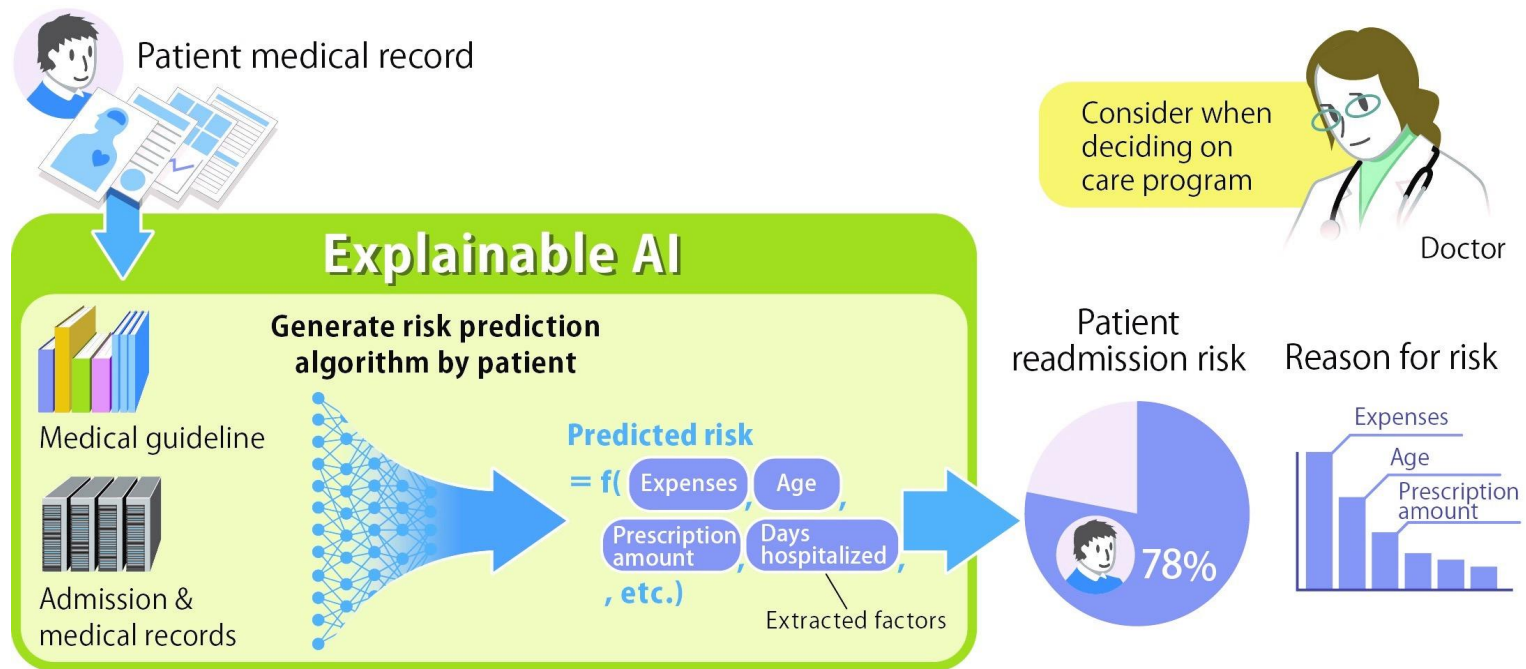 Patient medical record
Consider when
deciding on
care program
Doctor
Explainable AI
Medical guideline
Admission &
medical records
Generate risk prediction
algorithm by patient
Predicted risk
= f( Expenses , Age ,
Prescription
amount ,
Days
hospitalized ,
, etc.)
Extracted factors
Patient
readmission risk
78%
Reason for risk
Expenses
Age
Prescription
amount